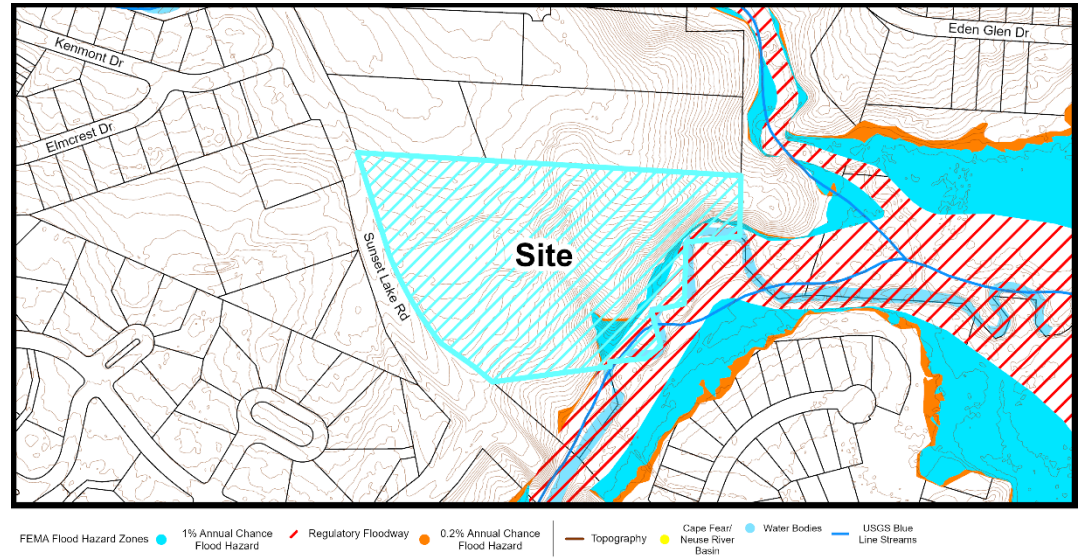 Kenmont Dr
Eden Glen Dr
Elmcrest Dr
Sunset Lake Rd
Site
FEMA Flood Hazard Zones
1% Annual Chance
Flood Hazard
Regulatory Floodway
0.2% Annual Chance
Flood Hazard
Topography
Cape Fear/
Neuse River
Basin
Water Bodies
USGS Blue
Line Streams